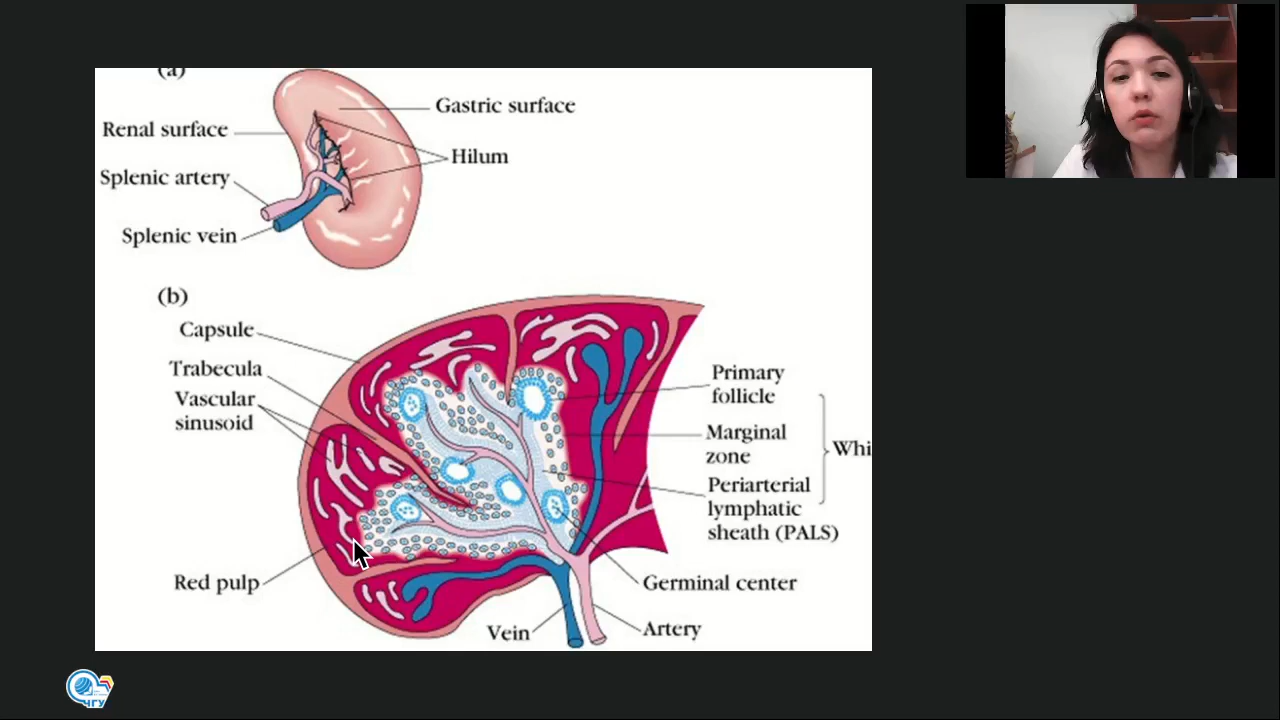 (a)
Gastric surface
Renal surface
Hilum
Splenic artery
Splenic vein
(b)
Capsule
Trabecula
Vascular
sinusoid
Primary
follicle
Marginal
zone
Whi
Periarterial
lymphatic
sheath (PALS)
Red pulp
Germinal center
Vein
Artery
ЧГУ